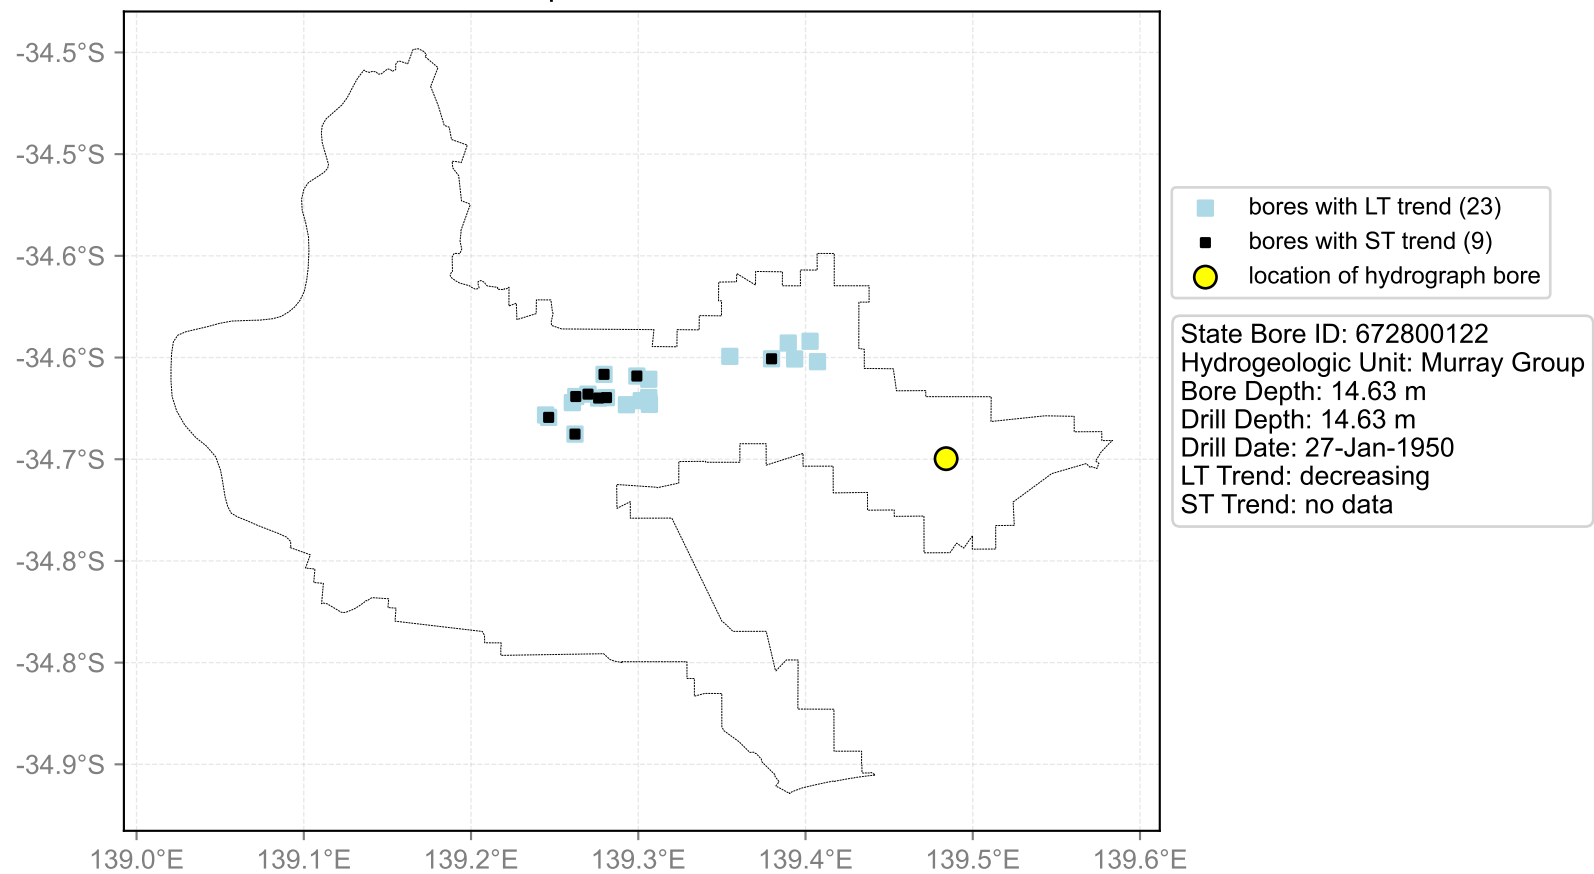 -34.5°S
-34.5°S
-34.6°S
-34.6°S
-34.7°S
-34.8°S
-34.8°S
-34.9°S
139.0°E
139.1°E
139.2°E
139.3°E
139.4°E
139.5°E
139.6°E
bores with LT trend (23)
bores with ST trend (9)
location of hydrograph bore
State Bore ID: 672800122
Hydrogeologic Unit: Murray Group
Bore Depth: 14.63 m
Drill Depth: 14.63 m
Drill Date: 27-Jan-1950
LT Trend: decreasing
ST Trend: no data